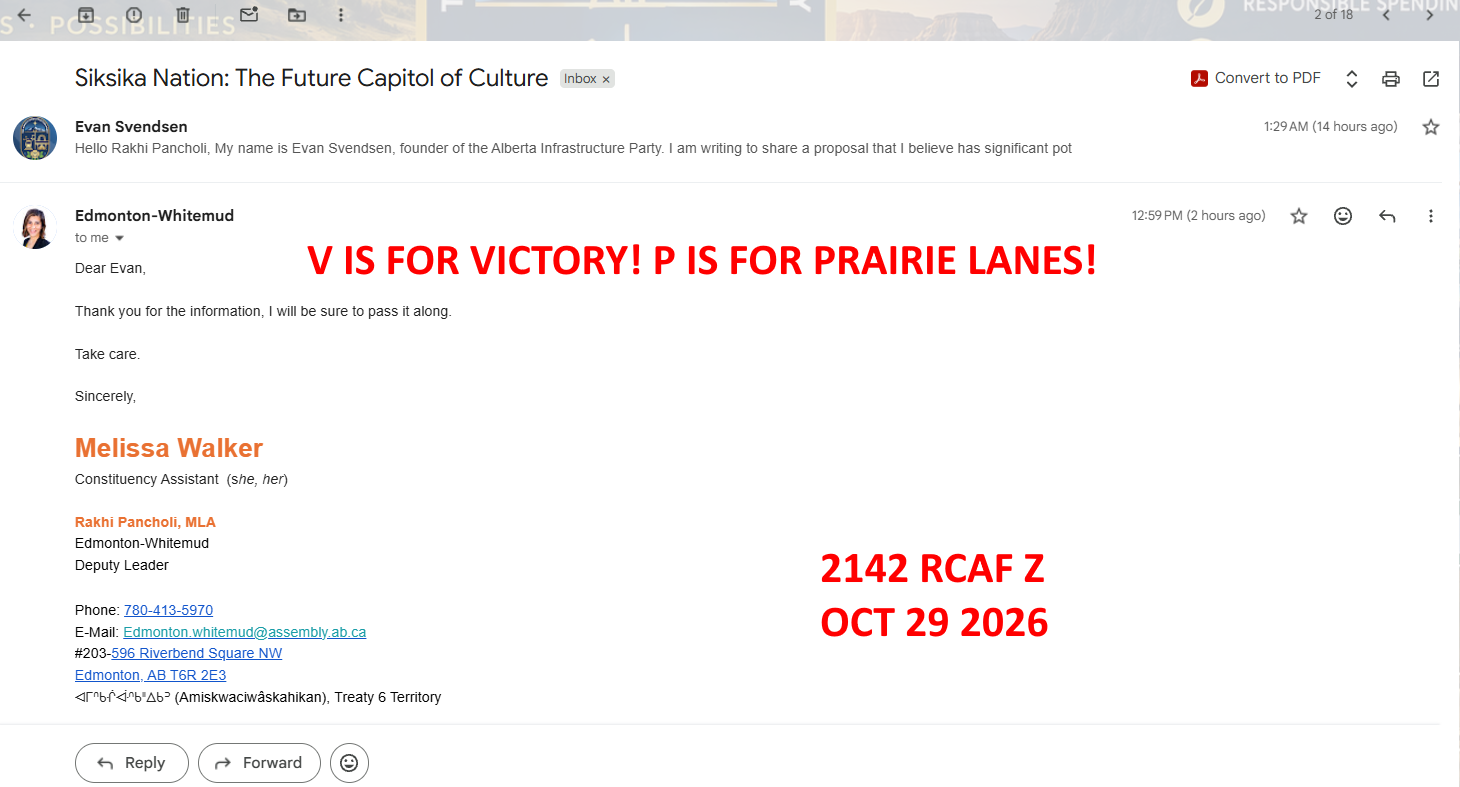 S · POSSIBILITIES
RESPONSIBLE SPENDIN
2 of 18
Siksika Nation: The Future Capitol of Culture
Inbox ×
Convert to PDF
Evan Svendsen
1:29 AM (14 hours ago)
Hello Rakhi Pancholi, My name is Evan Svendsen, founder of the Alberta Infrastructure Party. I am writing to share a proposal that I believe has significant pot
Edmonton-Whitemud
12:59 PM (2 hours ago)
to me
V IS FOR VICTORY! P IS FOR PRAIRIE LANES!
Dear Evan,
Thank you for the information, I will be sure to pass it along.
Take care.
Sincerely,
Melissa Walker
Constituency Assistant (she, her)
Rakhi Pancholi, MLA
Edmonton-Whitemud
Deputy Leader
2142 RCAF Z
OCT 29 2026
Phone: 780-413-5970
E-Mail: Edmonton.whitemud@assembly.ab.ca
#203-596 Riverbend Square NW
Edmonton, AB T6R 2E3
(Amiskwaciwâskahikan), Treaty 6 Territory
Reply
Forward